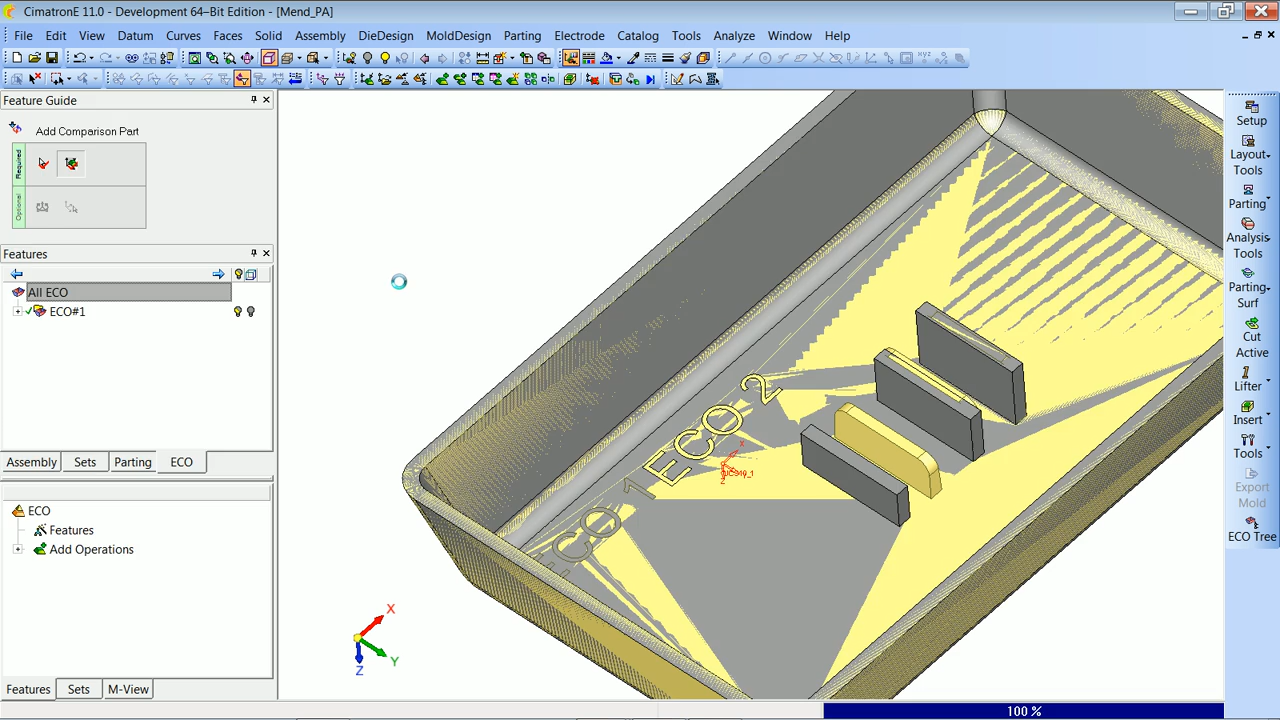 CimatronE 11.0 - Development 64-Bit Edition - [Mend_PA]
File Edit View Datum Curves Faces Solid Assembly DieDesign MoldDesign Parting Electrode Catalog Tools Analyze Window Help
Feature Guide
Add Comparison Part
Required
Optional
Features
All ECO
ECO#1
Assembly Sets Parting ECO
ECO
Features
Add Operations
Features Sets M-View
ECO 2
CO 1
X
Z
X
Y
Z
100 %
Setup
Layout
Tools
Parting
Analysis
Tools
Parting
Surf
Cut
Active
Lifter
Insert
Tools
Export
Mold
ECO Tree